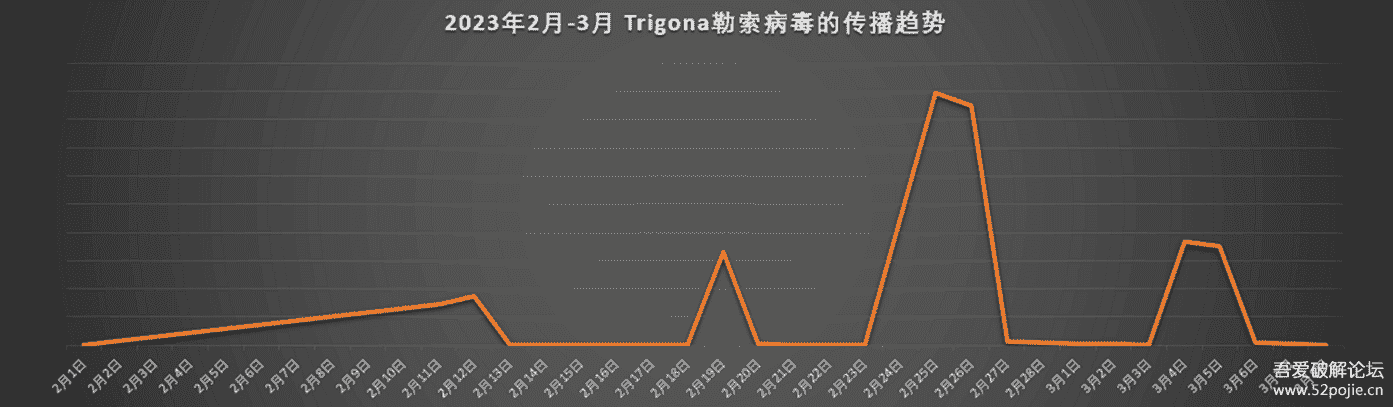 2023年2月-3月 Trigona勒索病毒的传播趋势
2月1日
2月2日
2月3日
2月4日
2月5日
2月6日
2月7日
2月8日
2月9日
2月10日
2月11日
2月12日
2月13日
2月14日
2月15日
2月16日
2月17日
2月18日
2月19日
2月20日
2月21日
2月22日
2月23日
2月25日
2月26日
2月27日
2月28日
3月1日
3月2日
3月3日
3月4日
3月5日
3月6日
吾爱破解论坛
www.52pojie.cn